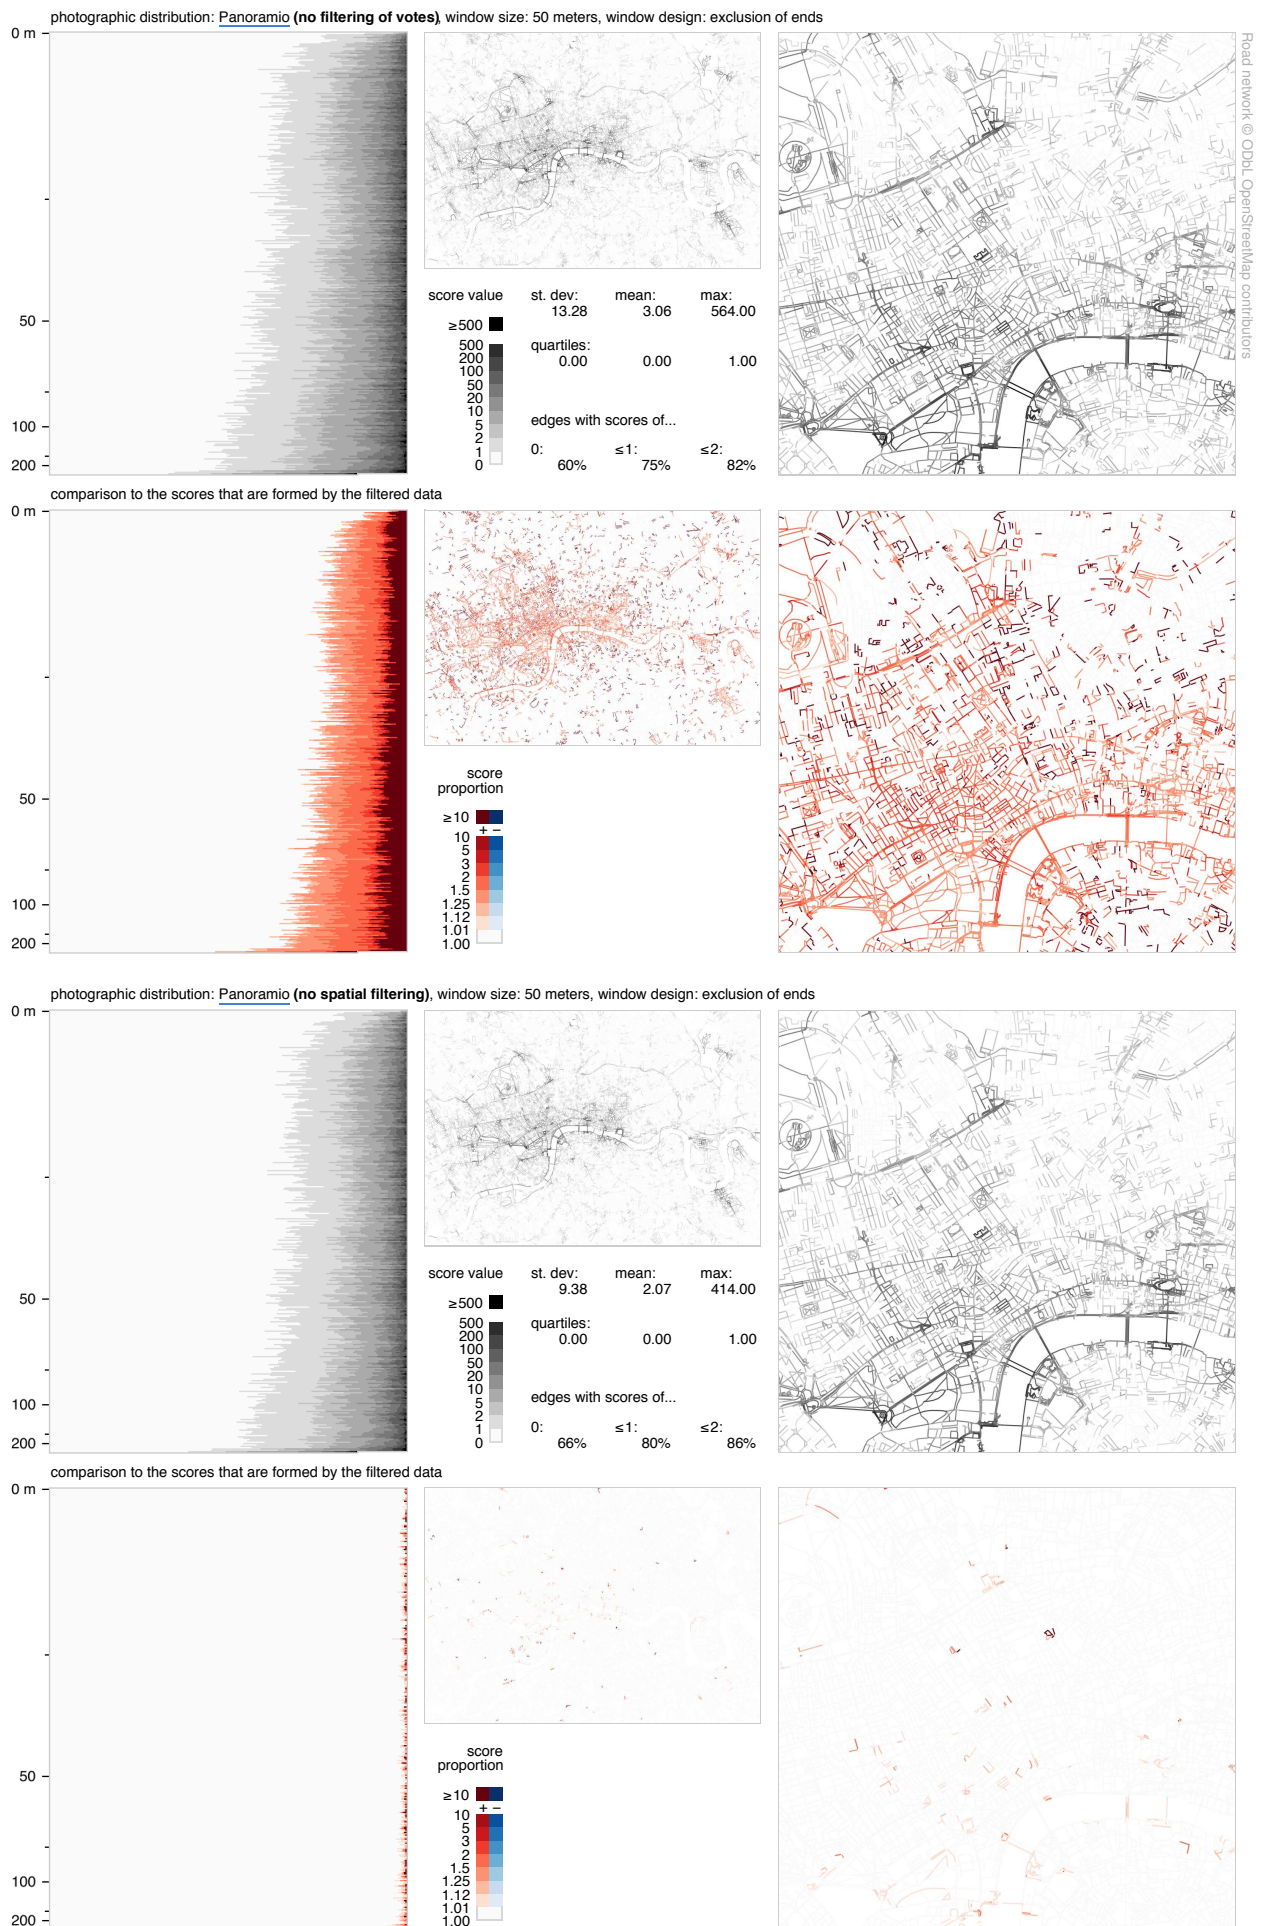 photographic distribution: Panoramio (no filtering of votes), window size: 50 meters, window design: exclusion of ends
0 m
50
100
200
score value
≥500
500
200
100
50
20
10
5
2
1
0
st. dev: mean: max:
13.28 3.06 564.00
quartiles:
0.00 0.00 1.00
edges with scores of...
0: ≤1: ≤2:
60% 75% 82%
Road network © ODbL OpenStreetMap contributors
comparison to the scores that are formed by the filtered data
0 m
50
100
200
score
proportion
≥10
+ −
10
5
3
2
1.5
1.25
1.12
1.01
1.00
photographic distribution: Panoramio (no spatial filtering), window size: 50 meters, window design: exclusion of ends
0 m
50
100
200
score value
≥500
500
200
100
50
20
10
5
2
1
0
st. dev: mean: max:
9.38 2.07 414.00
quartiles:
0.00 0.00 1.00
edges with scores of...
0: ≤1: ≤2:
66% 80% 86%
comparison to the scores that are formed by the filtered data
0 m
50
100
200
score
proportion
≥10
+ −
10
5
3
2
1.5
1.25
1.12
1.01
1.00